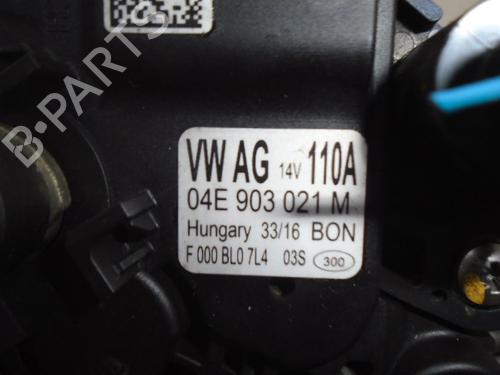 B-PARTS
VW AG 14V 110A
04E 903 021 M
Hungary 33/16 BON
F 000 BL0 7L4 03S 300